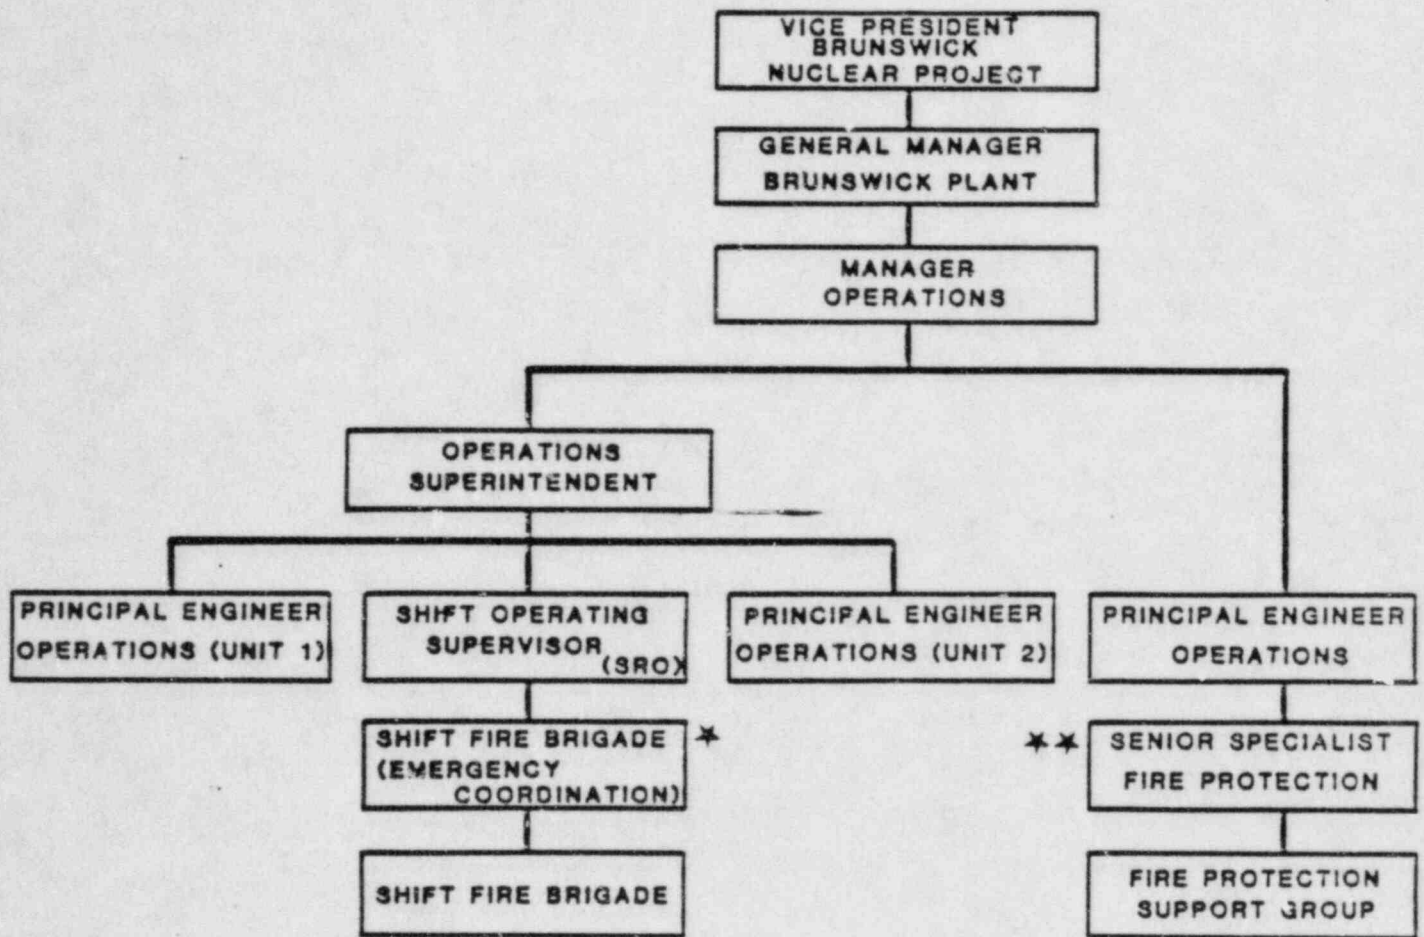 VICE PRESIDENT
BRUNSWICK
NUCLEAR PROJECT
GENERAL MANAGER
BRUNSWICK PLANT
MANAGER
OPERATIONS
OPERATIONS
SUPERINTENDENT
PRINCIPAL ENGINEER
OPERATIONS (UNIT 1)
SHIFT OPERATING
SUPERVISOR
(SRO)
PRINCIPAL ENGINEER
OPERATIONS (UNIT 2)
PRINCIPAL ENGINEER
OPERATIONS
SHIFT FIRE BRIGADE ★
(EMERGENCY
COORDINATION)
★★ SENIOR SPECIALIST
FIRE PROTECTION
SHIFT FIRE BRIGADE
FIRE PROTECTION
SUPPORT GROUP